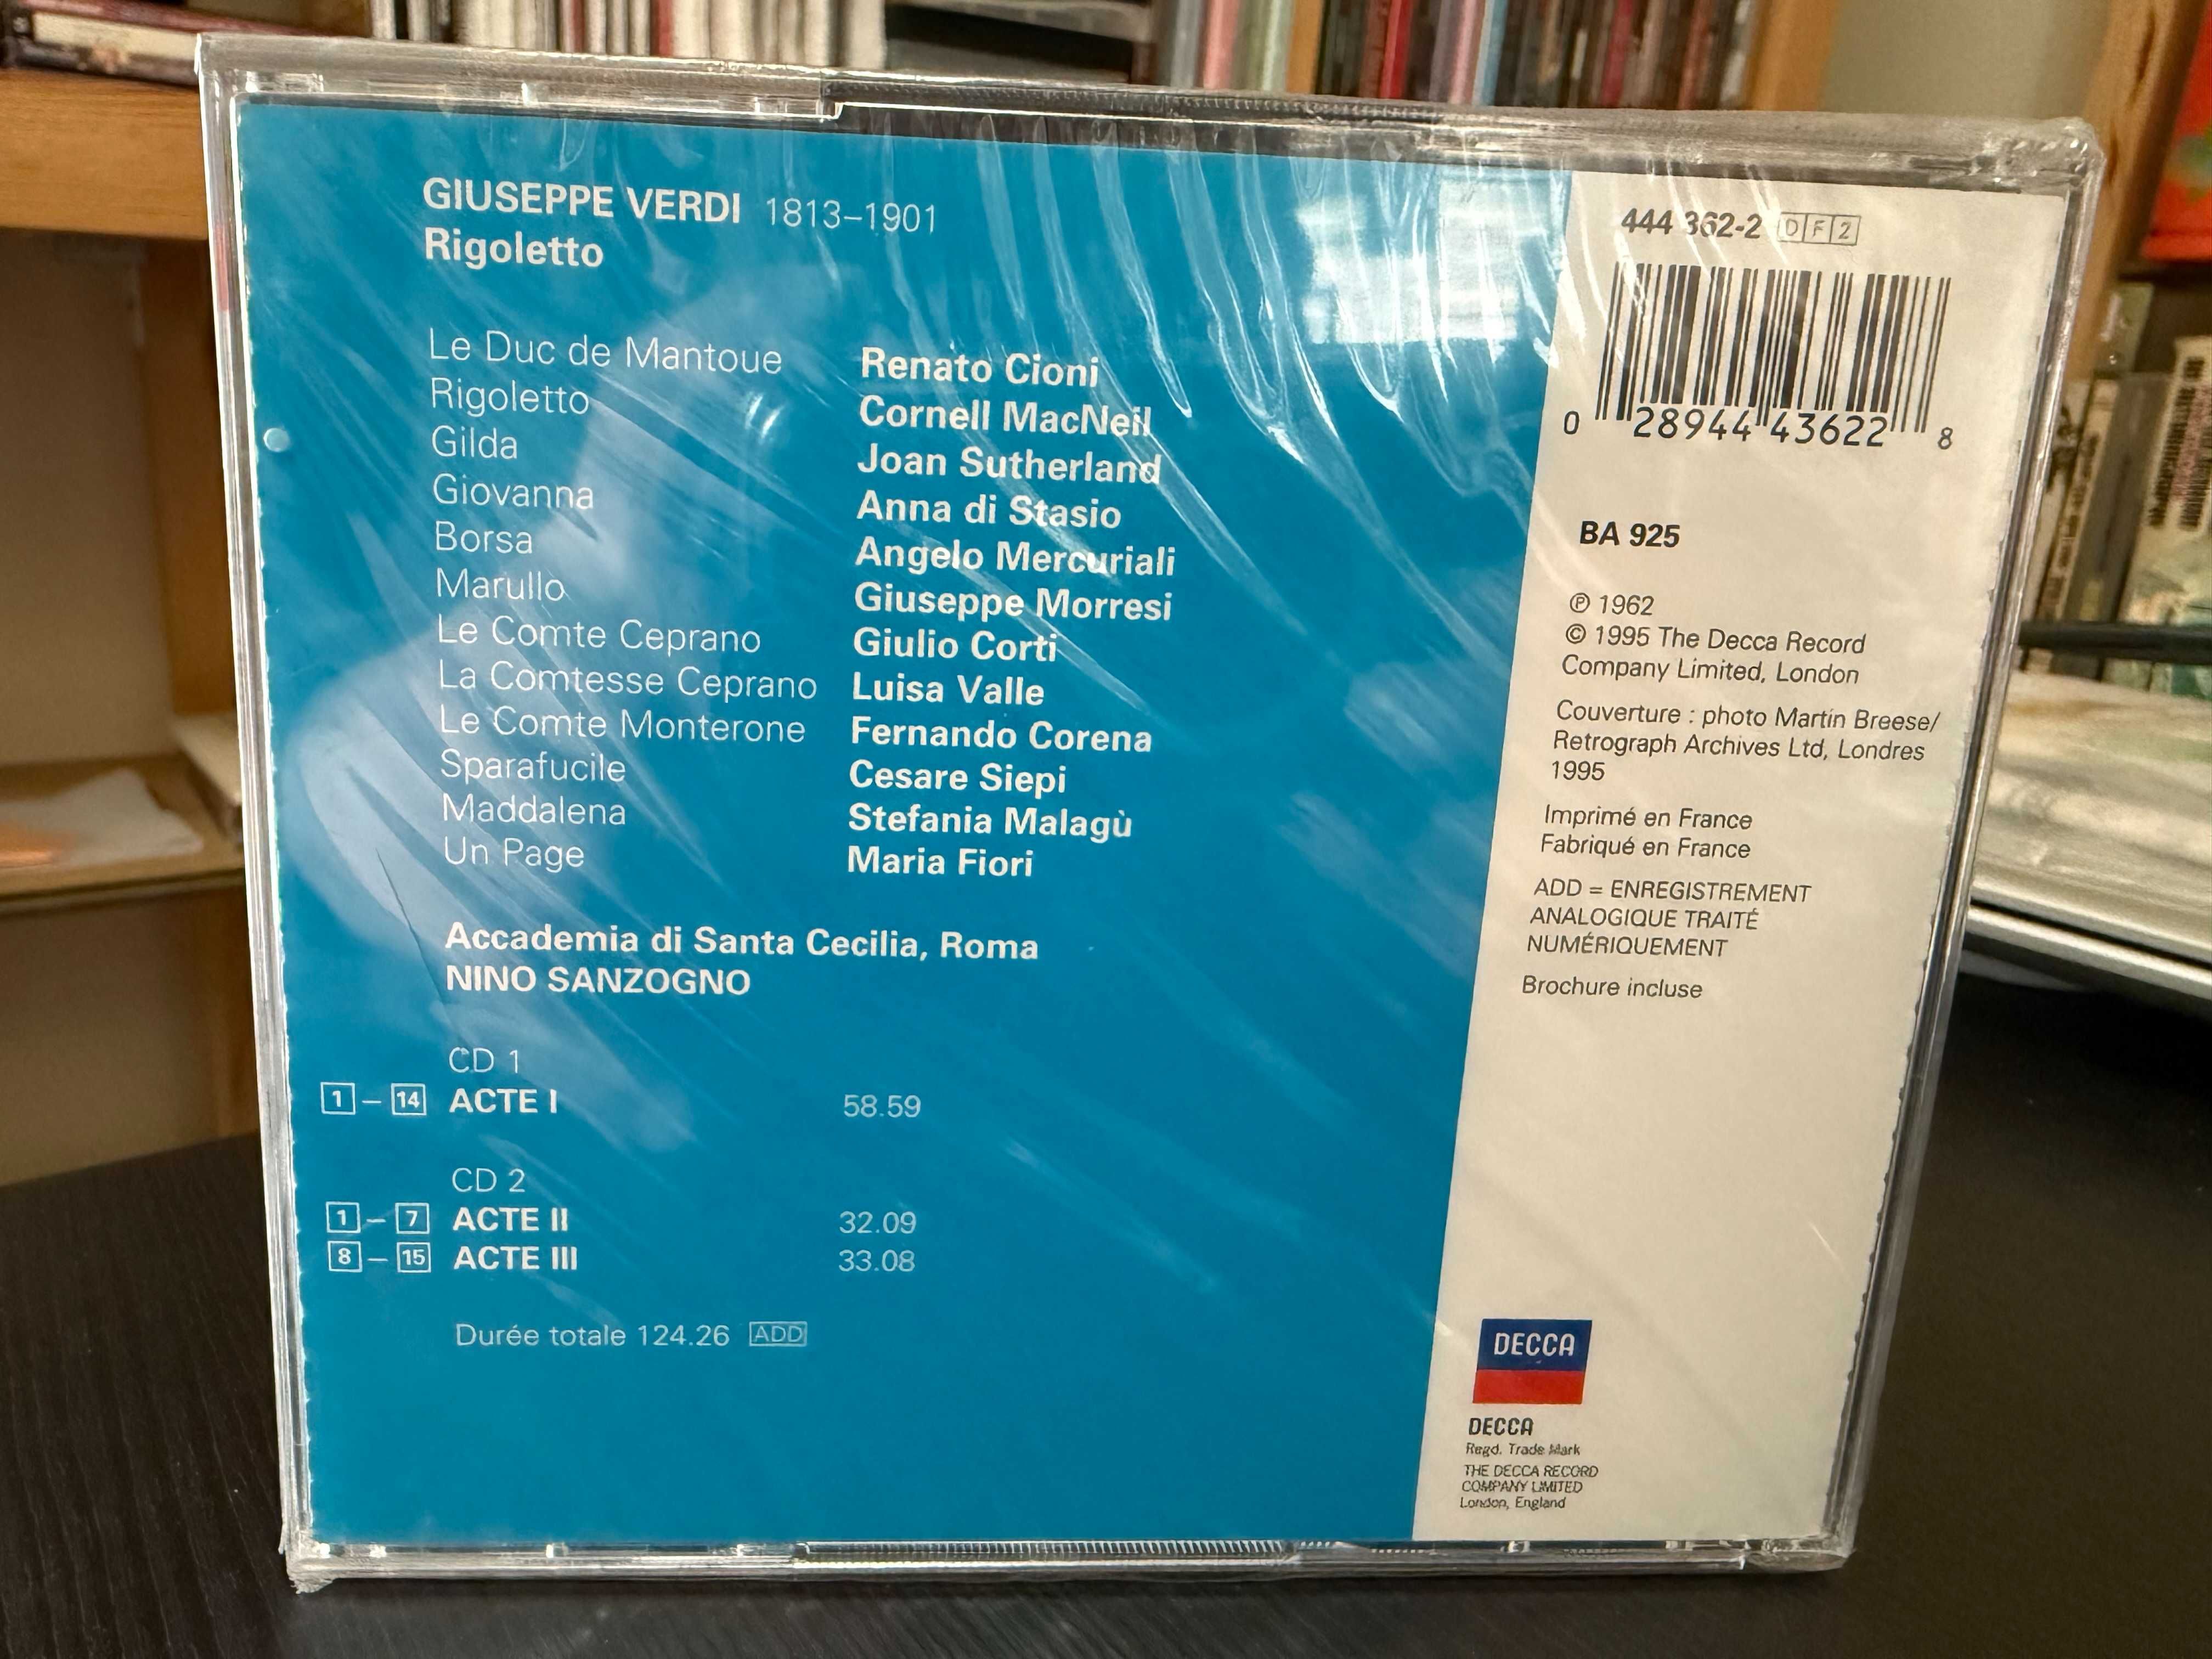 GIUSEPPE VERDI 1813–1901
Rigoletto
Le Duc de Mantoue Renato Cioni
Rigoletto Cornell MacNeil
Gilda Joan Sutherland
Giovanna Anna di Stasio
Borsa Angelo Mercuriali
Marullo Giuseppe Morresi
Le Comte Ceprano Giulio Corti
La Comtesse Ceprano Luisa Valle
Le Comte Monterone Fernando Corena
Sparafucile Cesare Siepi
Maddalena Stefania Malagù
Un Page Maria Fiori
Accademia di Santa Cecilia, Roma
NINO SANZOGNO
CD 1
1 – 14 ACTE I 58.59
CD 2
1 – 7 ACTE II 32.09
8 – 15 ACTE III 33.08
Durée totale 124.26 ADD
444 362-2 D F 2
0 28944 43622 8
BA 925
℗ 1962
© 1995 The Decca Record
Company Limited, London
Couverture : photo Martin Breese/
Retrograph Archives Ltd, Londres
1995
Imprimé en France
Fabriqué en France
ADD = ENREGISTREMENT
ANALOGIQUE TRAITÉ
NUMÉRIQUEMENT
Brochure incluse
DECCA
DECCA
Regd. Trade Mark
THE DECCA RECORD
COMPANY LIMITED
London, England